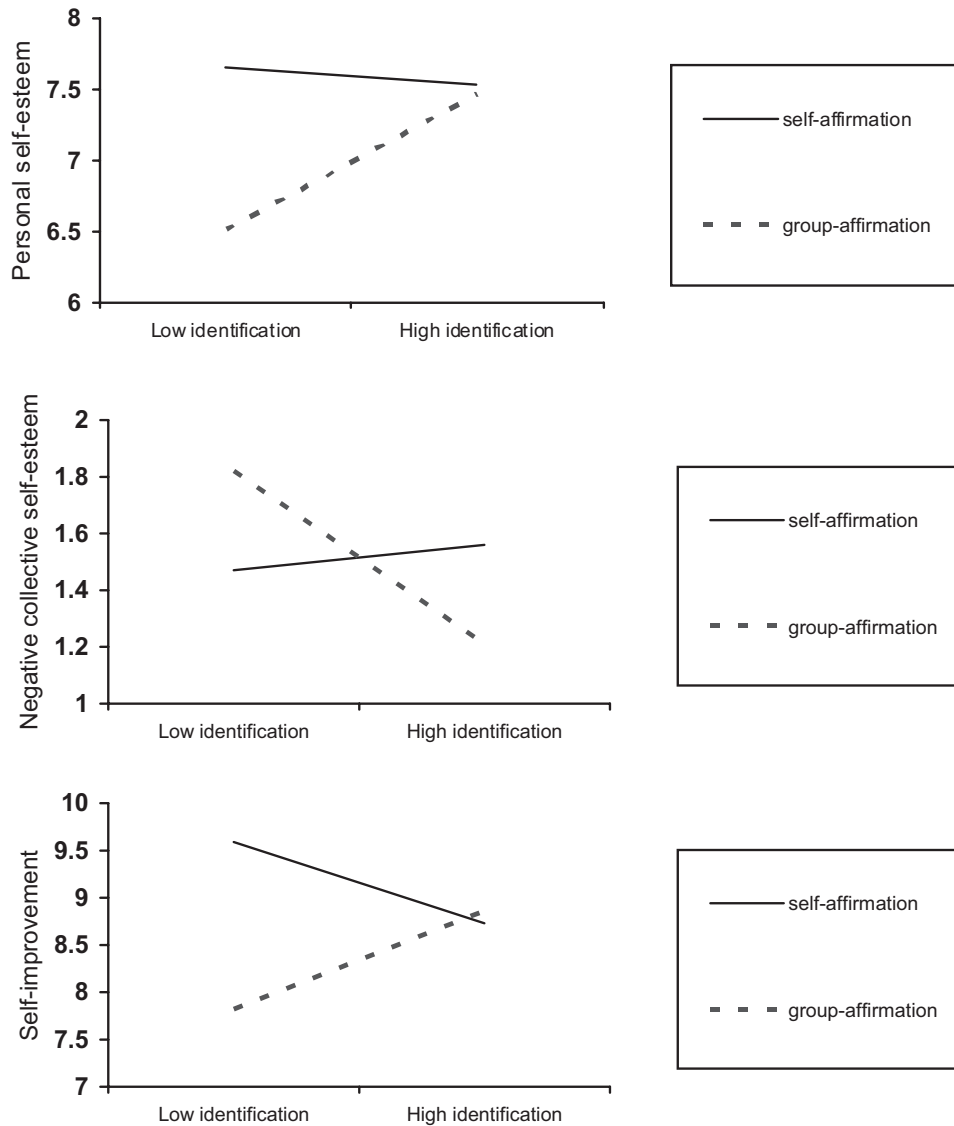 8
7.5
7
6.5
6
Personal self-esteem
Low identification
High identification
self-affirmation
group-affirmation
2
1.8
1.6
1.4
1.2
1
Negative collective self-esteem
Low identification
High identification
self-affirmation
group-affirmation
10
9.5
9
8.5
8
7.5
7
Self-improvement
Low identification
High identification
self-affirmation
group-affirmation